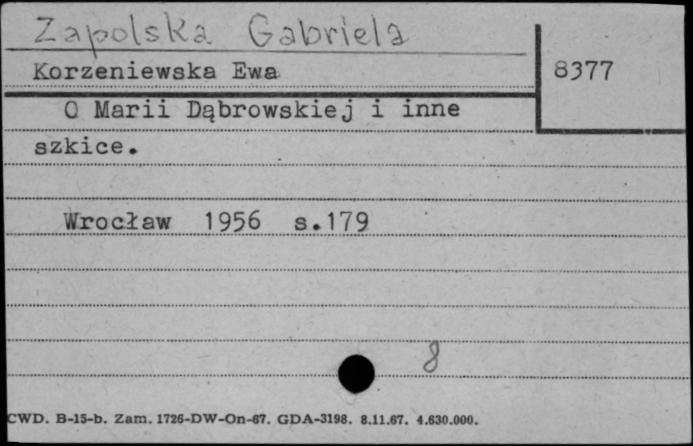 Zapolska Gabriela
Korzeniewska Ewa
8377
O Marii Dąbrowskiej i inne
szkice.
Wrocław 1956 s.179
8
CWD. B-15-b. Zam. 1726-DW-On-67. GDA-3198. 8.11.67. 4.630.000.